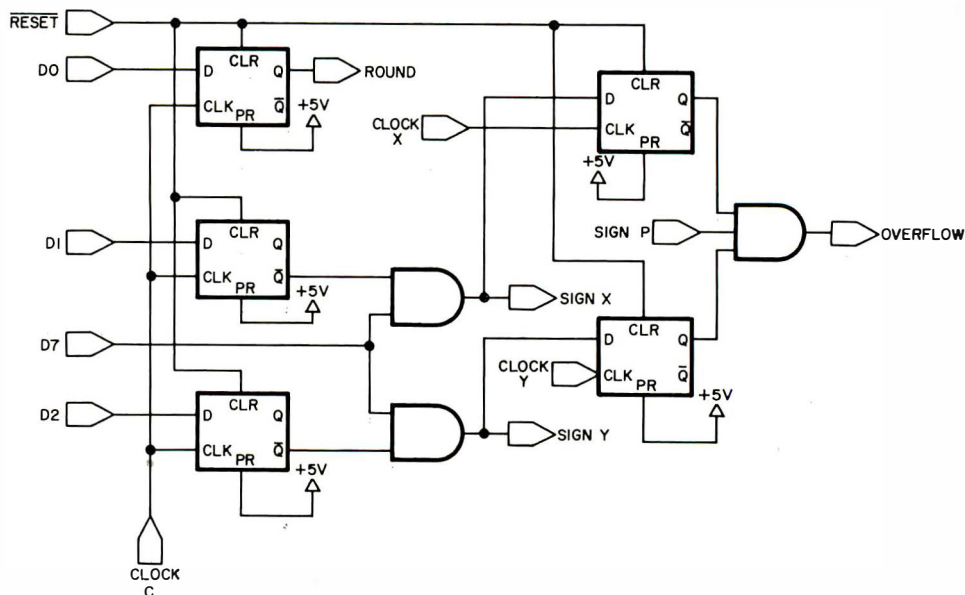 RESET
D0
D CLR Q
ROUND
CLK PR Q
+5V
CLOCK X
D CLR Q
CLK PR Q
+5V
D1
D CLR Q
CLK PR Q
+5V
SIGN P
OVERFLOW
SIGN X
D7
CLOCK Y
D CLR Q
CLK PR Q
+5V
D2
D CLR Q
CLK PR Q
+5V
SIGN Y
CLOCK C